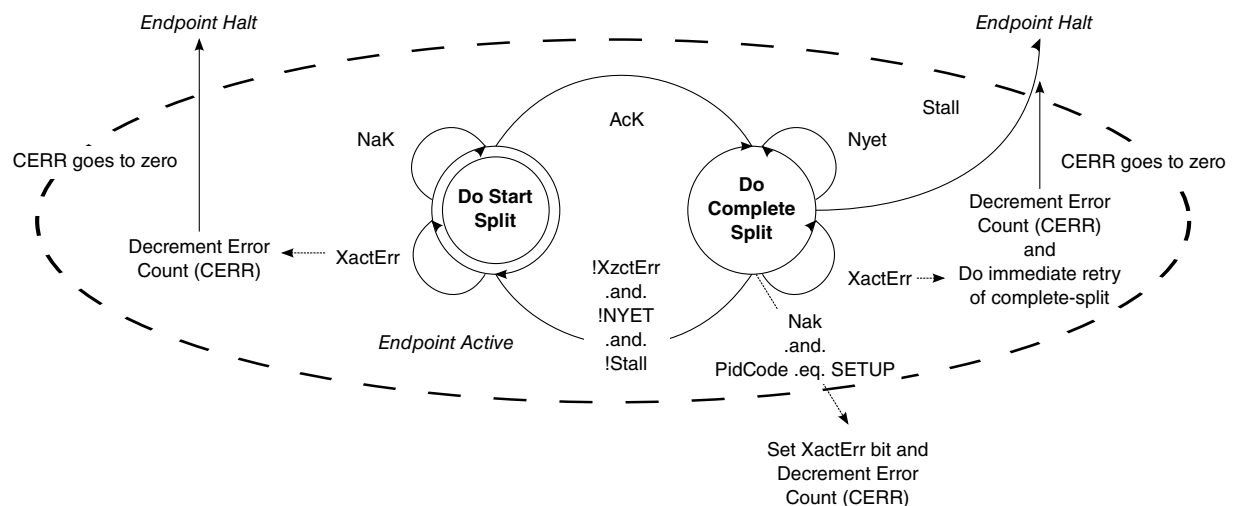 Endpoint Halt
Endpoint Halt
AcK
Stall
NaK
Nyet
CERR goes to zero
CERR goes to zero
Do Start
Split
Do
Complete
Split
Decrement Error
Count (CERR)
and
Do immediate retry
of complete-split
Decrement Error
Count (CERR)
XactErr
XactErr
!XzctErr
.and.
!NYET
.and.
!Stall
Endpoint Active
Nak
.and.
PidCode .eq. SETUP
Set XactErr bit and
Decrement Error
Count (CERR)